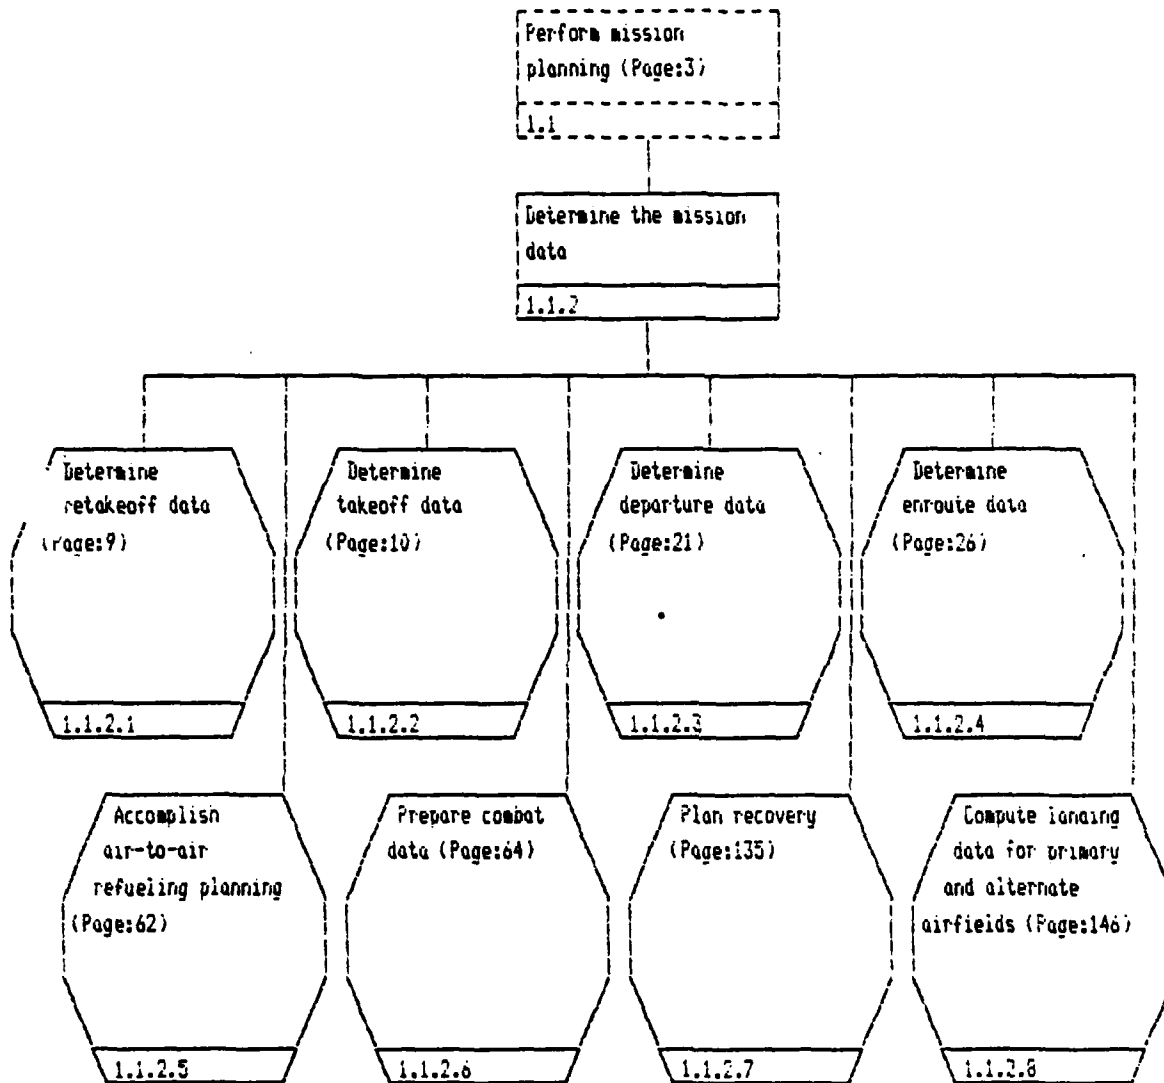 Perform mission
planning (Page:3)
1.1
Determine the mission
data
1.1.2
Determine
retakeoff data
(Page:9)
1.1.2.1
Determine
takeoff data
(Page:10)
1.1.2.2
Determine
departure data
(Page:21)
1.1.2.3
Determine
enroute data
(Page:26)
1.1.2.4
Accomplish
air-to-air
refueling planning
(Page:62)
1.1.2.5
Prepare combat
data (Page:64)
1.1.2.6
Plan recovery
(Page:135)
1.1.2.7
Compute landing
data for primary
and alternate
airfields (Page:146)
1.1.2.8